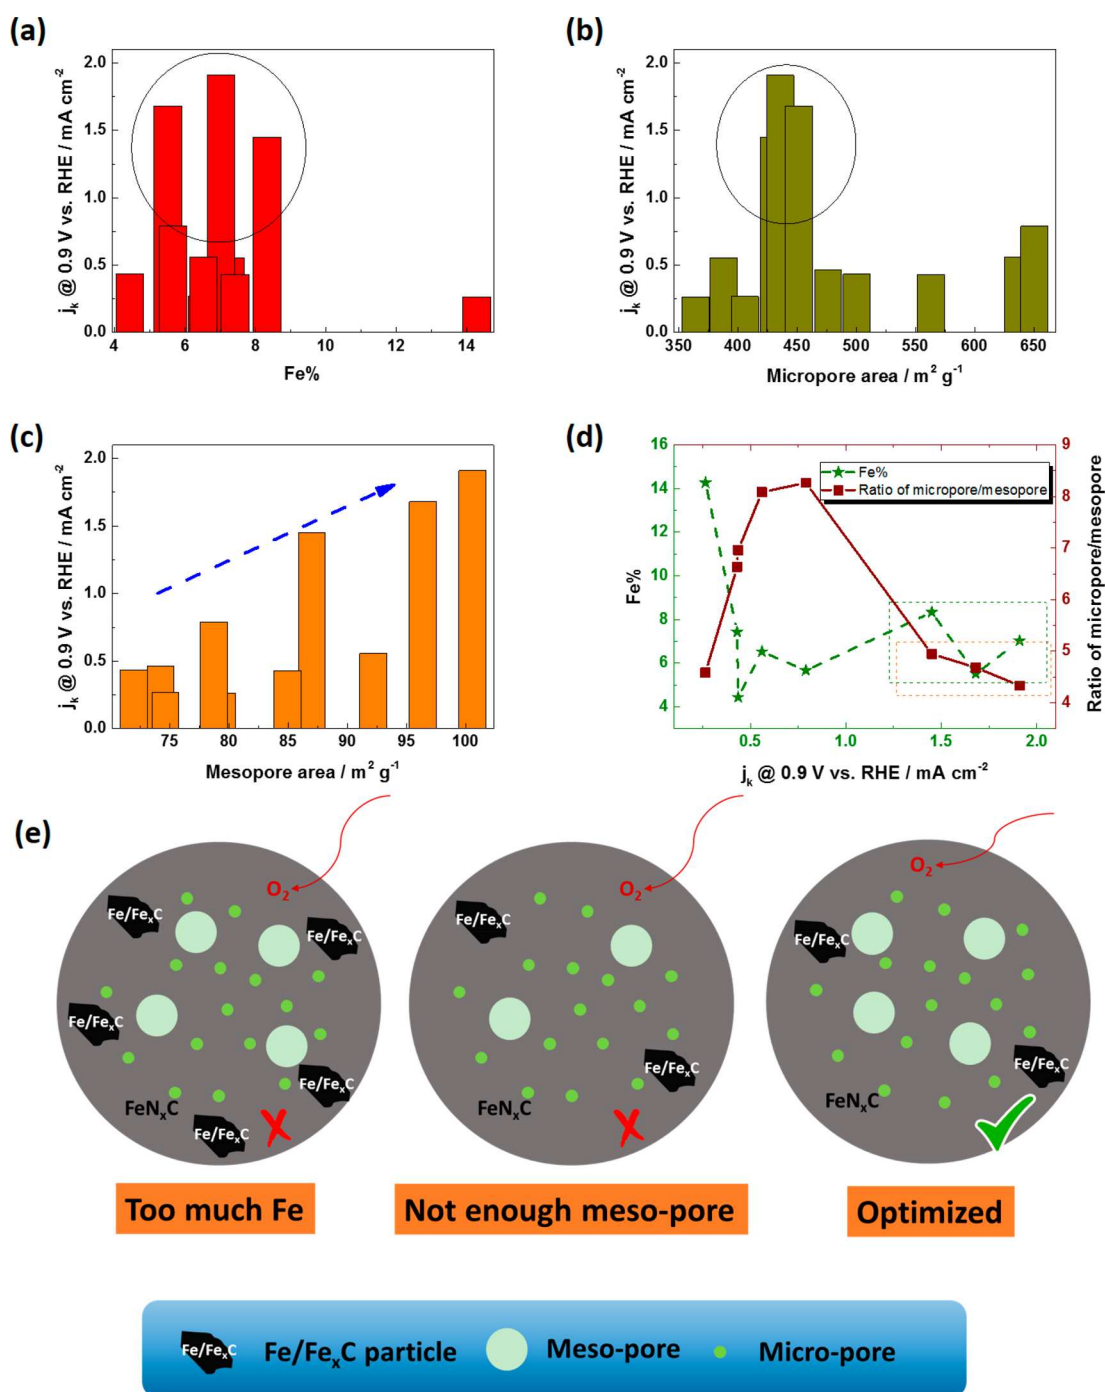 (a)
2.0
1.5
1.0
0.5
0.0
j_k @ 0.9 V vs. RHE / mA cm⁻²
4 6 8 10 12 14
Fe%
(b)
2.0
1.5
1.0
0.5
0.0
j_k @ 0.9 V vs. RHE / mA cm⁻²
350 400 450 500 550 600 650
Micropore area / m² g⁻¹
(c)
2.0
1.5
1.0
0.5
0.0
j_k @ 0.9 V vs. RHE / mA cm⁻²
75 80 85 90 95 100
Mesopore area / m² g⁻¹
(d)
16
14
12
10
8
6
4
Fe%
Fe%
Ratio of micropore/mesopore
9
8
7
6
5
4
Ratio of micropore/mesopore
0.5 1.0 1.5 2.0
j_k @ 0.9 V vs. RHE / mA cm⁻²
(e)
O₂
Fe/FeₓC
Fe/FeₓC
Fe/FeₓC
Fe/FeₓC
FeNₓC
Fe/FeₓC
Too much Fe
O₂
Fe/FeₓC
Fe/FeₓC
FeNₓC
Not enough meso-pore
O₂
Fe/FeₓC
Fe/FeₓC
FeNₓC
Optimized
Fe/FeₓC
Fe/FeₓC particle
Meso-pore
Micro-pore